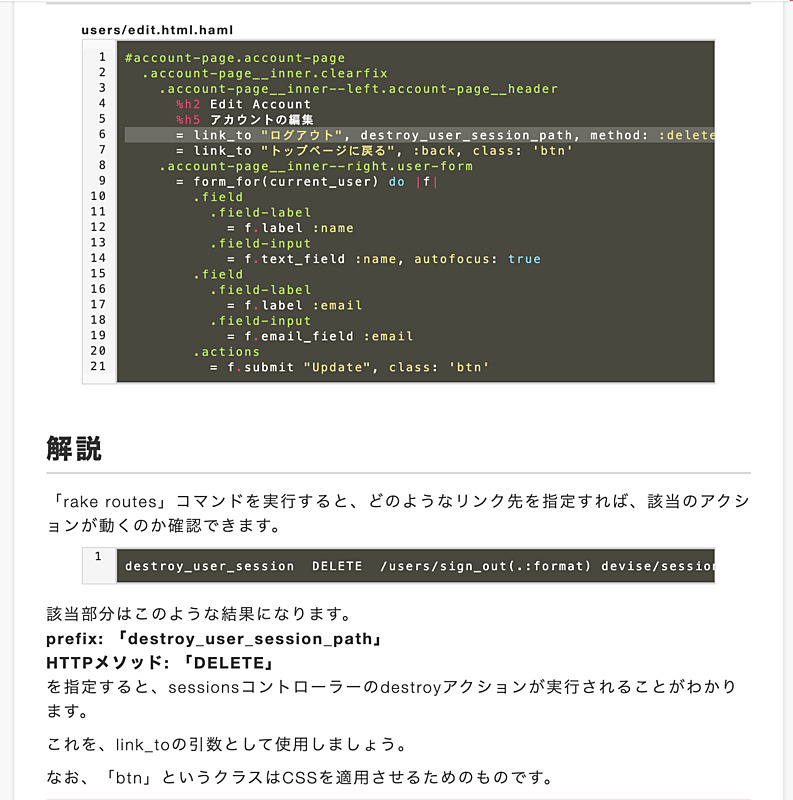 users/edit.html.haml
1 #account-page.account-page
2 .account-page__inner.clearfix
3 .account-page__inner--left.account-page__header
4 %h2 Edit Account
5 %h5 アカウントの編集
6 = link_to "ログアウト", destroy_user_session_path, method: :delete
7 = link_to "トップページに戻る", :back, class: 'btn'
8 .account-page__inner--right.user-form
9 = form_for(current_user) do |f|
10 .field
11 .field-label
12 = f.label :name
13 .field-input
14 = f.text_field :name, autofocus: true
15 .field
16 .field-label
17 = f.label :email
18 .field-input
19 = f.email_field :email
20 .actions
21 = f.submit "Update", class: 'btn'
解説
「rake routes」コマンドを実行すると、どのようなリンク先を指定すれば、該当のアクシ
ョンが動くのか確認できます。
1 destroy_user_session DELETE /users/sign_out(.:format) devise/session
該当部分はこのような結果になります。
prefix: 「destroy_user_session_path」
HTTPメソッド: 「DELETE」
を指定すると、sessionsコントローラーのdestroyアクションが実行されることがわかり
ます。
これを、link_toの引数として使用しましょう。
なお、「btn」というクラスはCSSを適用させるためのものです。